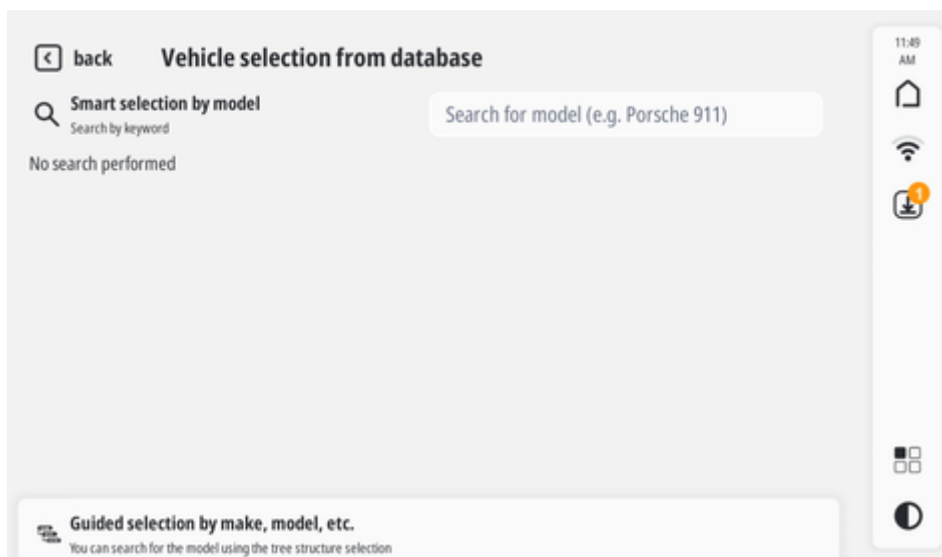 back
Vehicle selection from database
Smart selection by model
Search by keyword
Search for model (e.g. Porsche 911)
No search performed
Guided selection by make, model, etc.
You can search for the model using the tree structure selection
11:49
AM
1